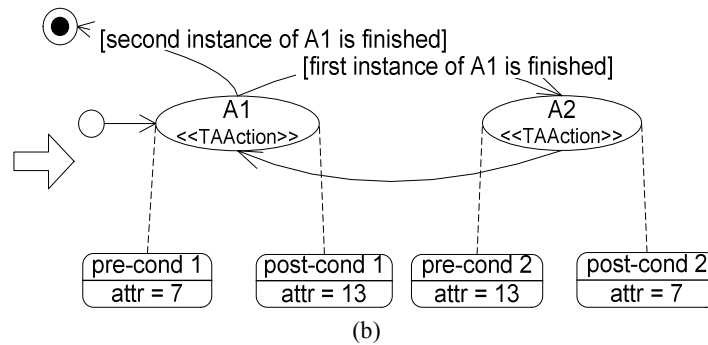 [second instance of A1 is finished]
[first instance of A1 is finished]
A1
<<TAAction>>
A2
<<TAAction>>
pre-cond 1
attr = 7
post-cond 1
attr = 13
pre-cond 2
attr = 13
post-cond 2
attr = 7
(b)